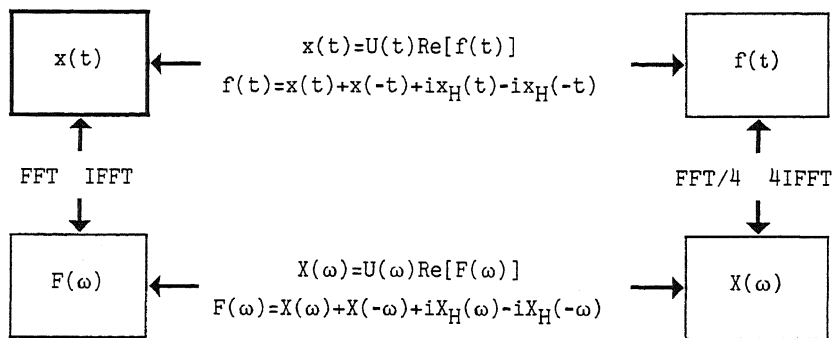 x(t)
x(t)=U(t)Re[f(t)]
f(t)=x(t)+x(-t)+ix_H(t)-ix_H(-t)
f(t)
FFT IFFT
FFT/4 4IFFT
F(ω)
X(ω)=U(ω)Re[F(ω)]
F(ω)=X(ω)+X(-ω)+iX_H(ω)-iX_H(-ω)
X(ω)